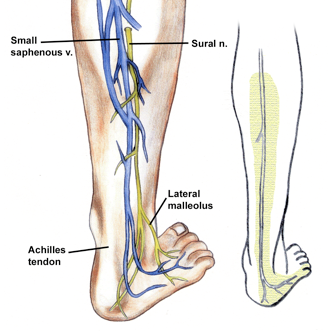 Small
saphenous v.
Sural n.
Lateral
malleolus
Achilles
tendon